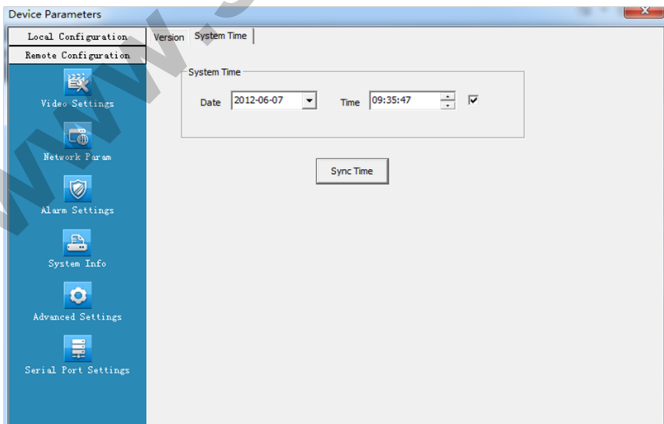 Device Parameters
Local Configuration
Remote Configuration
Video Settings
Network Param
Alarm Settings
System Info
Advanced Settings
Serial Port Settings
Version System Time
System Time
Date 2012-06-07 Time 09:35:47
Sync Time
www.s